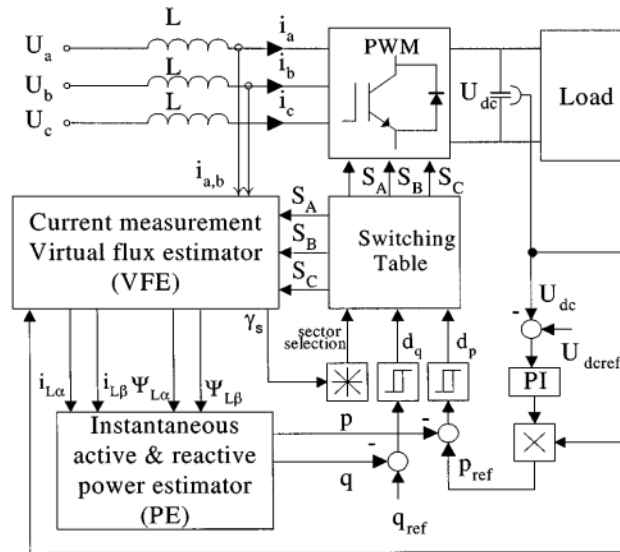 L
i_a
U_a
PWM
L
i_b
U_b
U_dc
Load
L
i_c
U_c
i_a,b
S_A S_B S_C
Current measurement
Virtual flux estimator
(VFE)
S_A
S_B
S_C
Switching
Table
γ_s
sector
selection
d_q
d_p
-
U_dc
U_dcref
PI
i_Lα
i_Lβ
Ψ_Lα
Ψ_Lβ
Instantaneous
active & reactive
power estimator
(PE)
p
-
-
q
p_ref
q_ref
×